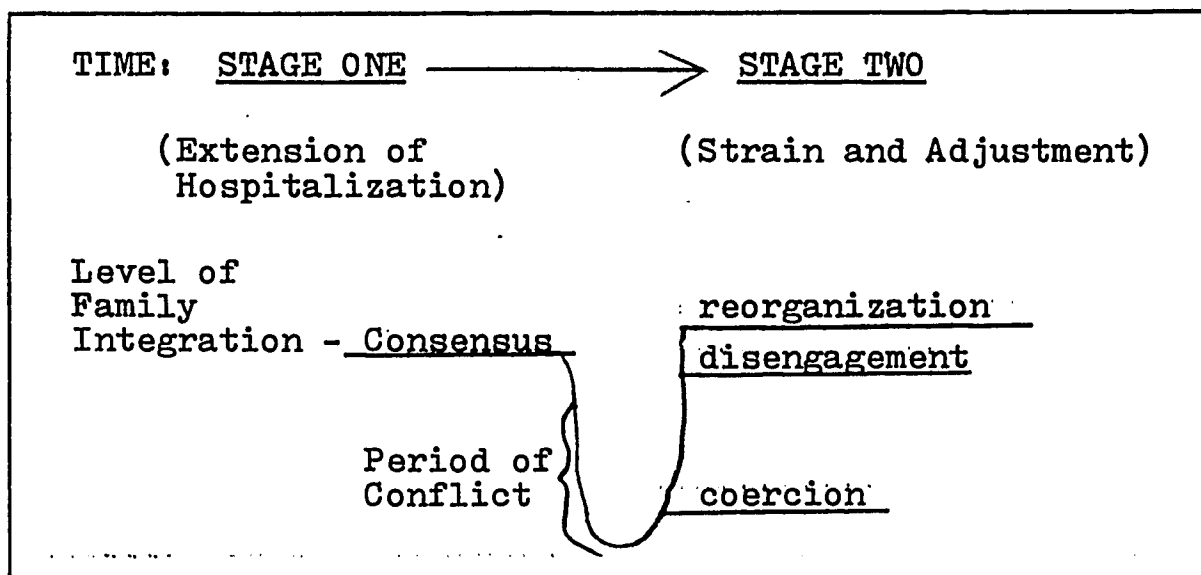 TIME: STAGE ONE STAGE TWO
(Extension of
Hospitalization)
(Strain and Adjustment)
Level of
Family
Integration - Consensus
reorganization
disengagement
Period of
Conflict
coercion